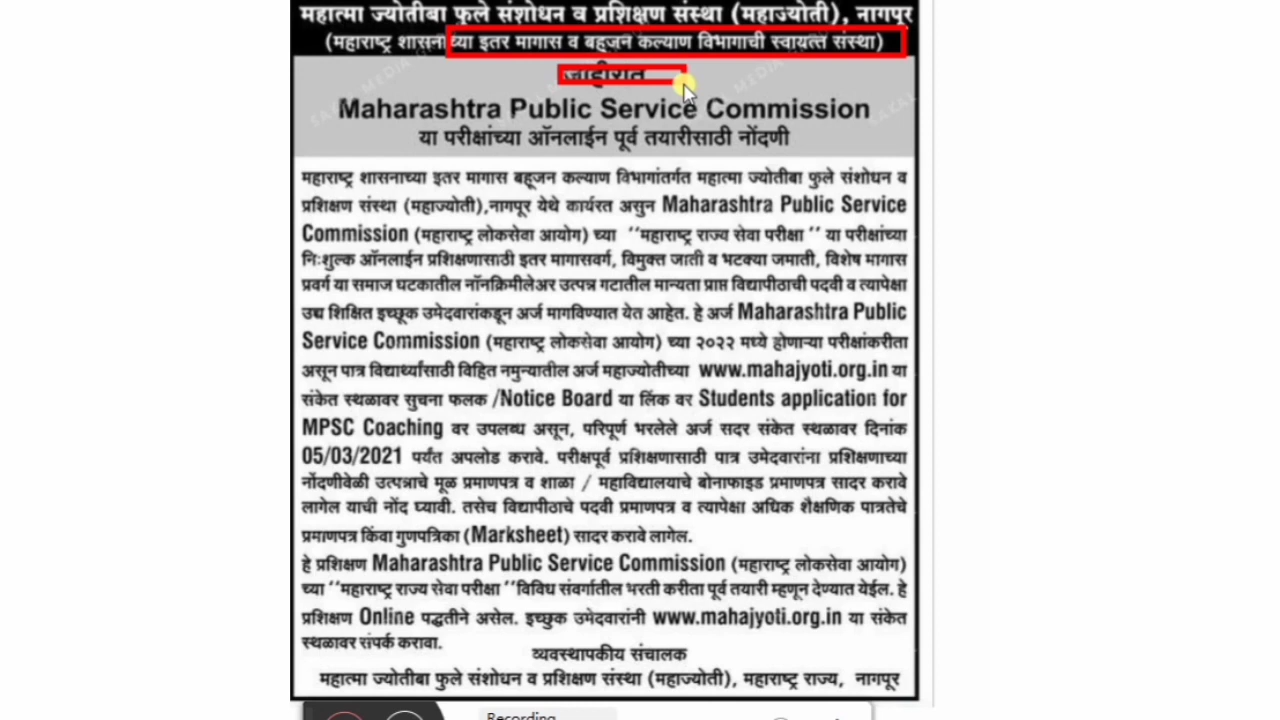 महात्मा ज्योतीबा फुले संशोधन व प्रशिक्षण संस्था (महाज्योती), नागपूर
(महाराष्ट्र शासनाच्या इतर मागास व बहूजन कल्याण विभागाची स्वायत्त संस्था)
जाहीरात
Maharashtra Public Service Commission
या परीक्षांच्या ऑनलाईन पूर्व तयारीसाठी नोंदणी
महाराष्ट्र शासनाच्या इतर मागास बहूजन कल्याण विभागांतर्गत महात्मा ज्योतीबा फुले संशोधन व
प्रशिक्षण संस्था (महाज्योती),नागपूर येथे कार्यरत असुन Maharashtra Public Service
Commission (महाराष्ट्र लोकसेवा आयोग) च्या ''महाराष्ट्र राज्य सेवा परीक्षा '' या परीक्षांच्या
निःशुल्क ऑनलाईन प्रशिक्षणासाठी इतर मागासवर्ग, विमुक्त जाती व भटक्या जमाती, विशेष मागास
प्रवर्ग या समाज घटकातील नॉनक्रिमीलेअर उत्पन्न गटातील मान्यता प्राप्त विद्यापीठाची पदवी व त्यापेक्षा
उच्च शिक्षित इच्छूक उमेदवारांकडून अर्ज मागविण्यात येत आहेत. हे अर्ज Maharashtra Public
Service Commission (महाराष्ट्र लोकसेवा आयोग) च्या २०२२ मध्ये होणाऱ्या परीक्षांकरीता
असून पात्र विद्यार्थ्यांसाठी विहित नमुन्यातील अर्ज महाज्योतीच्या www.mahajyoti.org.in या
संकेत स्थळावर सुचना फलक /Notice Board या लिंक वर Students application for
MPSC Coaching वर उपलब्ध असून, परिपूर्ण भरलेले अर्ज सदर संकेत स्थळावर दिनांक
05/03/2021 पर्यंत अपलोड करावे. परीक्षपूर्व प्रशिक्षणासाठी पात्र उमेदवारांना प्रशिक्षणाच्या
नोंदणीवेळी उत्पन्नाचे मूळ प्रमाणपत्र व शाळा / महाविद्यालयाचे बोनाफाइड प्रमाणपत्र सादर करावे
लागेल याची नोंद घ्यावी. तसेच विद्यापीठाचे पदवी प्रमाणपत्र व त्यापेक्षा अधिक शैक्षणिक पात्रतेचे
प्रमाणपत्र किंवा गुणपत्रिका (Marksheet) सादर करावे लागेल.
हे प्रशिक्षण Maharashtra Public Service Commission (महाराष्ट्र लोकसेवा आयोग)
च्या ''महाराष्ट्र राज्य सेवा परीक्षा ''विविध संवर्गातील भरती करीता पूर्व तयारी म्हणून देण्यात येईल. हे
प्रशिक्षण Online पद्धतीने असेल. इच्छुक उमेदवारांनी www.mahajyoti.org.in या संकेत
स्थळावर संपर्क करावा.
व्यवस्थापकीय संचालक
महात्मा ज्योतीबा फुले संशोधन व प्रशिक्षण संस्था (महाज्योती), महाराष्ट्र राज्य, नागपूर
Recording